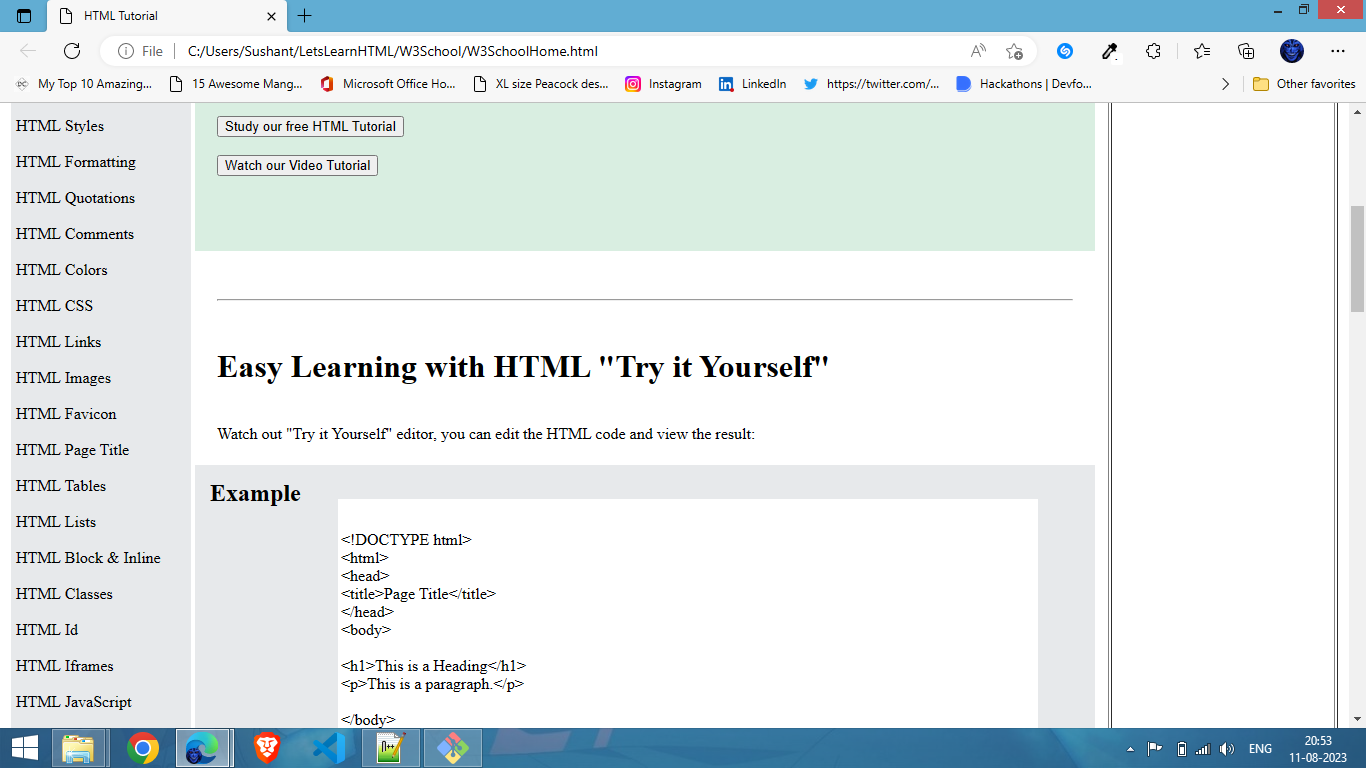 HTML Tutorial
File
C:/Users/Sushant/LetsLearnHTML/W3School/W3SchoolHome.html
My Top 10 Amazing...
15 Awesome Mang...
Microsoft Office Ho...
XL size Peacock des...
Instagram
LinkedIn
https://twitter.com/...
Hackathons | Devfo...
Other favorites
HTML Styles
HTML Formatting
HTML Quotations
HTML Comments
HTML Colors
HTML CSS
HTML Links
HTML Images
HTML Favicon
HTML Page Title
HTML Tables
HTML Lists
HTML Block & Inline
HTML Classes
HTML Id
HTML Iframes
HTML JavaScript
Study our free HTML Tutorial
Watch our Video Tutorial
Easy Learning with HTML "Try it Yourself"
Watch out "Try it Yourself" editor, you can edit the HTML code and view the result:
Example
<!DOCTYPE html>
<html>
<head>
<title>Page Title</title>
</head>
<body>
<h1>This is a Heading</h1>
<p>This is a paragraph.</p>
</body>
ENG
20:53
11-08-2023